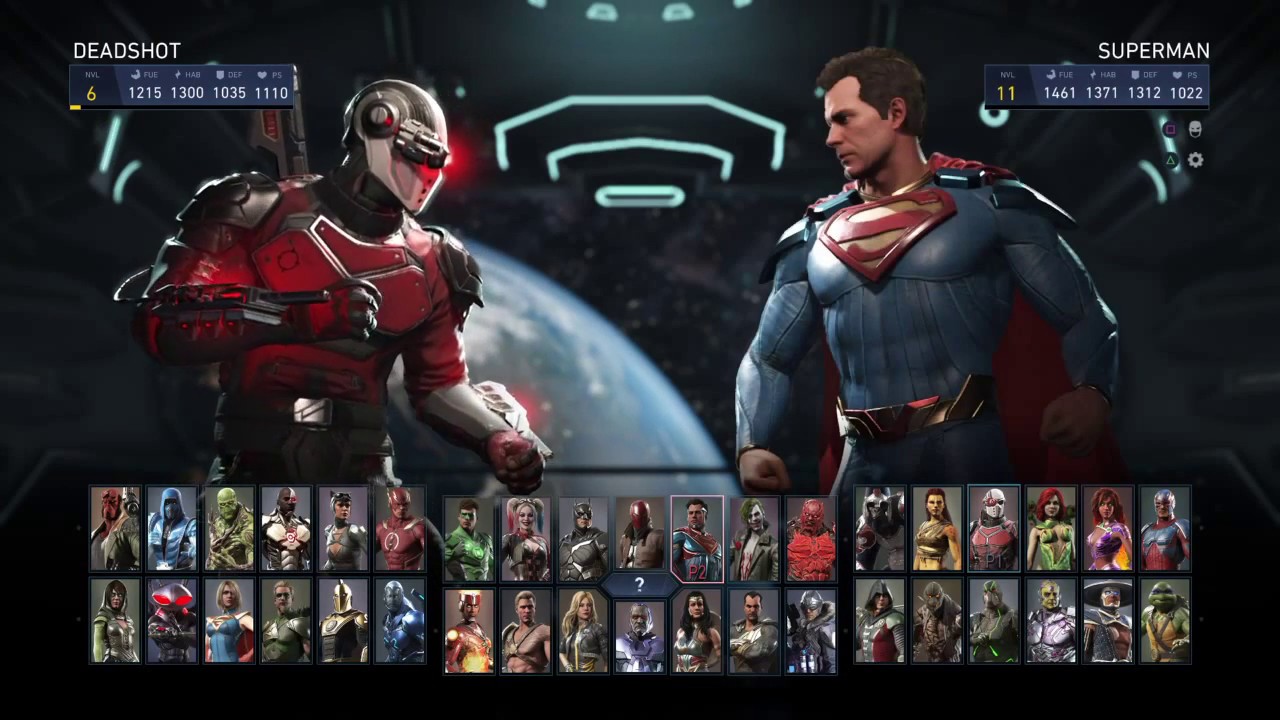 DEADSHOT
NVL FUE HAB DEF PS
6 1215 1300 1035 1110
SUPERMAN
NVL FUE HAB DEF PS
11 1461 1371 1312 1022
P2
P1
?